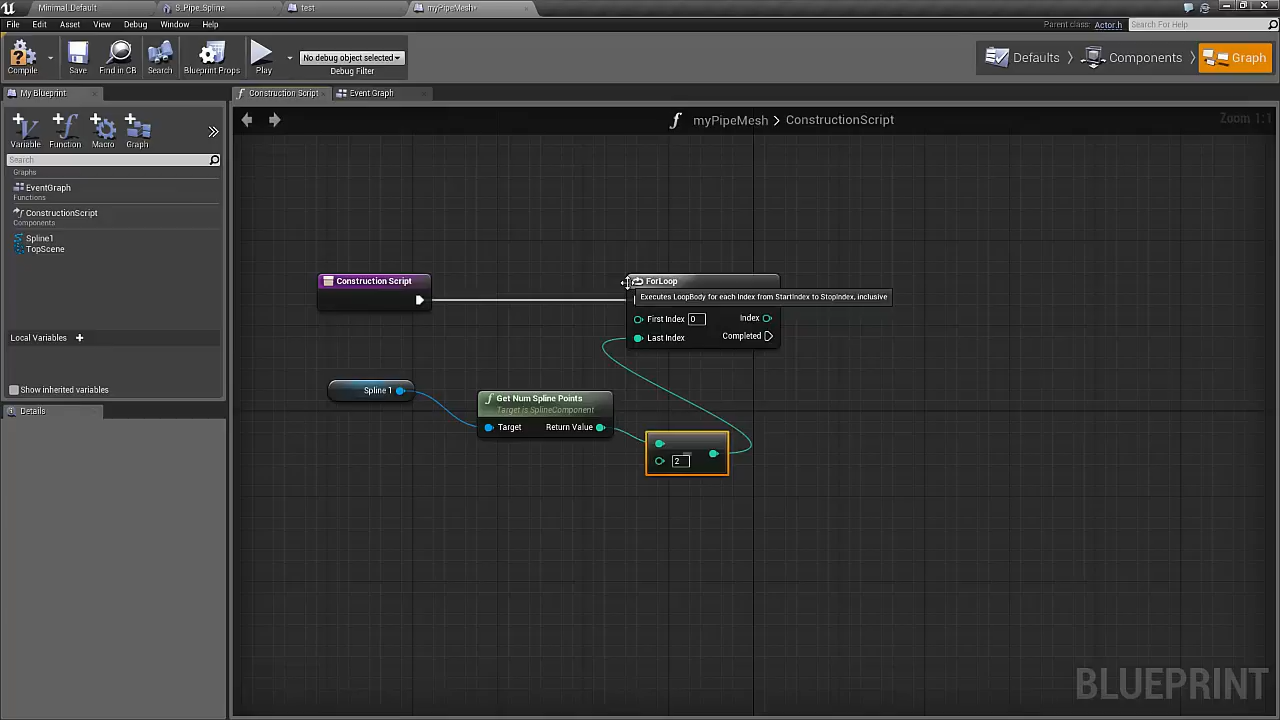 Minimal_Default
S_Pipe_Spline
test
myPipeMesh*
File
Edit
Asset
View
Debug
Window
Help
Parent class: Actor.h
Search For Help
Compile
Save
Find in CB
Search
Blueprint Props
Play
No debug object selected
Debug Filter
Defaults
Components
Graph
My Blueprint
Construction Script
Event Graph
Variable
Function
Macro
Graph
Search
Graphs
EventGraph
Functions
ConstructionScript
Components
Spline1
TopScene
Local Variables
Show inherited variables
Details
myPipeMesh > ConstructionScript
Zoom 1:1
Construction Script
ForLoop
Executes LoopBody for each Index from StartIndex to StopIndex, inclusive
First Index 0
Index
Last Index
Completed
Spline 1
Get Num Spline Points
Target is SplineComponent
Target
Return Value
2
BLUEPRINT